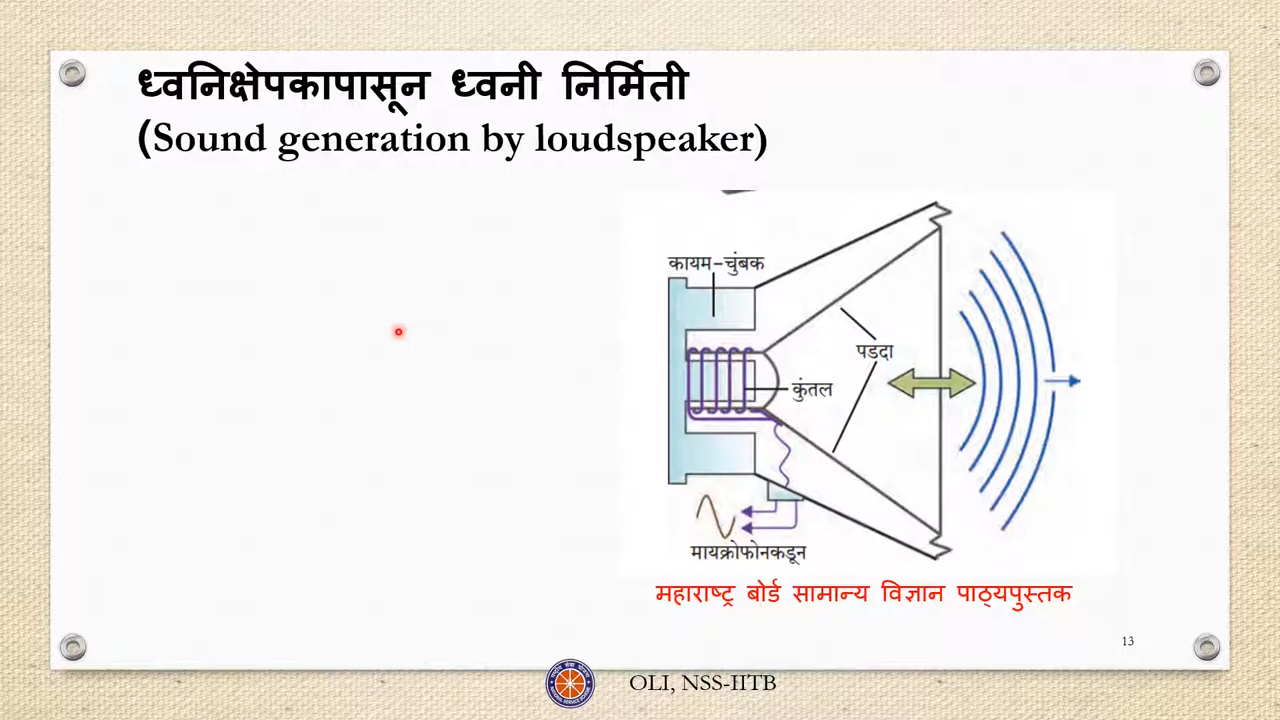 ध्वनिक्षेपकापासून ध्वनी निर्मिती
(Sound generation by loudspeaker)
कायम-चुंबक
पडदा
कुंतल
मायक्रोफोनकडून
महाराष्ट्र बोर्ड सामान्य विज्ञान पाठ्यपुस्तक
13
OLI, NSS-IITB